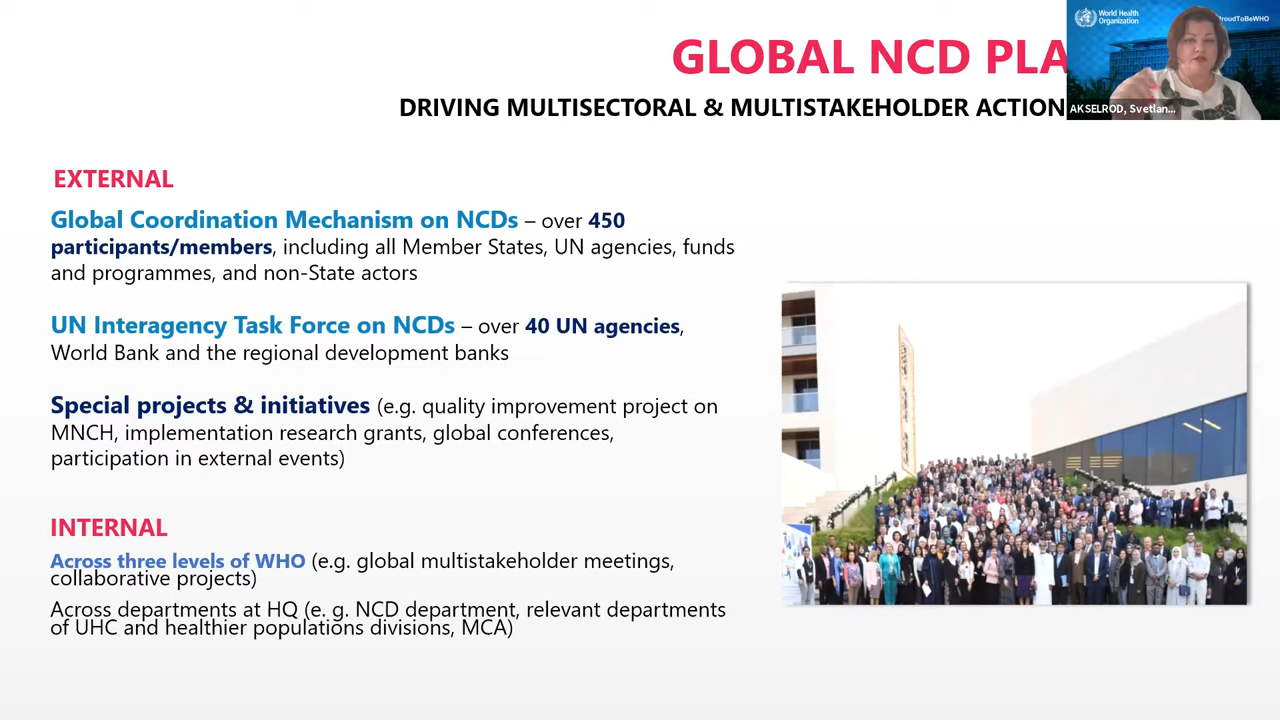 GLOBAL NCD PLA
DRIVING MULTISECTORAL & MULTISTAKEHOLDER ACTION
World Health
Organization
roudToBeWHO
AKSELROD, Svetlan...
EXTERNAL
Global Coordination Mechanism on NCDs – over 450
participants/members, including all Member States, UN agencies, funds
and programmes, and non-State actors
UN Interagency Task Force on NCDs – over 40 UN agencies,
World Bank and the regional development banks
Special projects & initiatives (e.g. quality improvement project on
MNCH, implementation research grants, global conferences,
participation in external events)
INTERNAL
Across three levels of WHO (e.g. global multistakeholder meetings,
collaborative projects)
Across departments at HQ (e. g. NCD department, relevant departments
of UHC and healthier populations divisions, MCA)